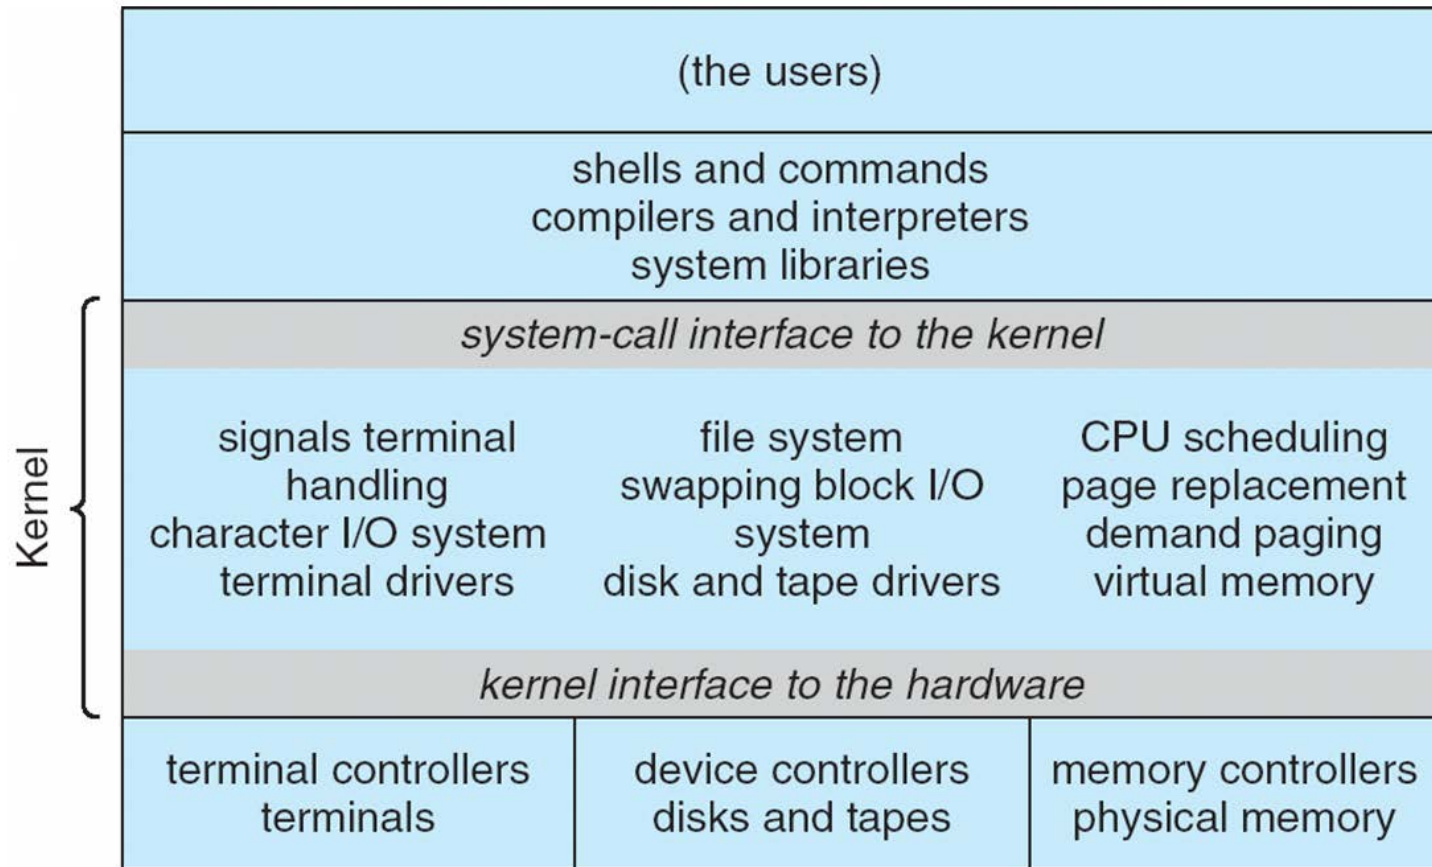 (the users)
shells and commands
compilers and interpreters
system libraries
Kernel
system-call interface to the kernel
signals terminal
handling
character I/O system
terminal drivers
file system
swapping block I/O
system
disk and tape drivers
CPU scheduling
page replacement
demand paging
virtual memory
kernel interface to the hardware
terminal controllers
terminals
device controllers
disks and tapes
memory controllers
physical memory